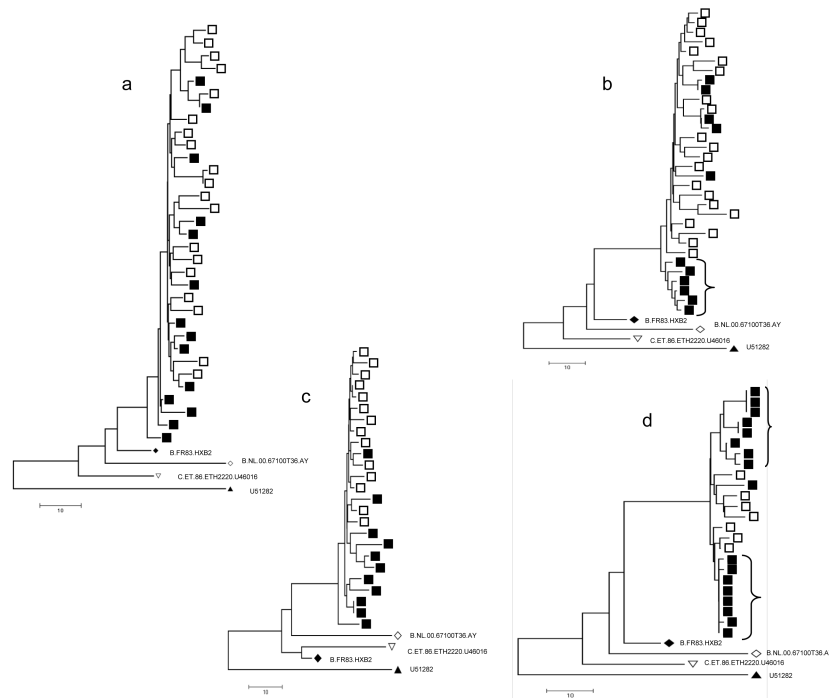 a
B.FR83.HXB2
B.NL.00.67100T36.AY
C.ET.86.ETH2220.U46016
U51282
10
b
B.FR83.HXB2
B.NL.00.67100T36.AY
C.ET.86.ETH2220.U46016
U51282
10
c
B.NL.00.67100T36.AY
C.ET.86.ETH2220.U46016
B.FR83.HXB2
U51282
10
d
B.FR83.HXB2
B.NL.00.67100T36.A
C.ET.86.ETH2220.U46016
U51282
10